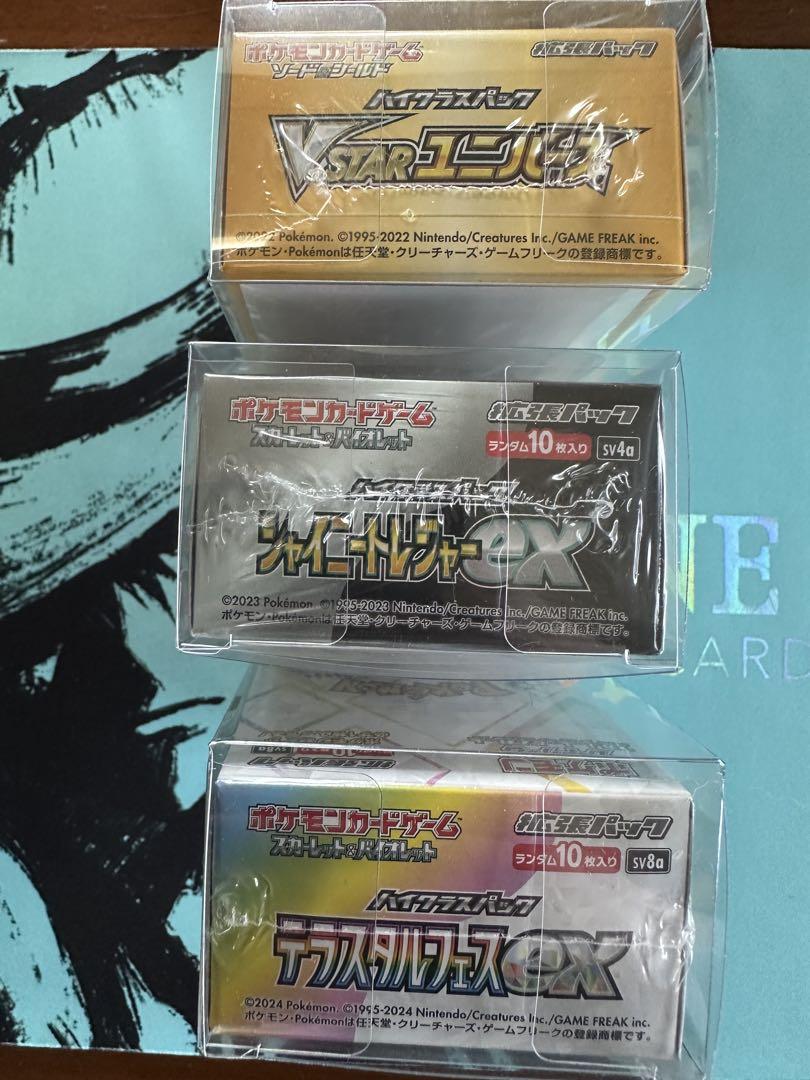 ポケモンカードゲーム 拡張パック
ソード&シールド
ハイクラスパック
VSTARユニバース
©2022 Pokémon. ©1995-2022 Nintendo/Creatures Inc./GAME FREAK inc.
ポケモン・Pokémonは任天堂・クリーチャーズ・ゲームフリークの登録商標です。
ポケモンカードゲーム 拡張パック
スカーレット&バイオレット ランダム10枚入り sv4a
ハイクラスパック
シャイニートレジャーex
©2023 Pokémon. ©1995-2023 Nintendo/Creatures Inc./GAME FREAK inc.
ポケモン・Pokémonは任天堂・クリーチャーズ・ゲームフリークの登録商標です。
NE
ARD
ポケモンカードゲーム 拡張パック
スカーレット&バイオレット ランダム10枚入り sv8a
ハイクラスパック
テラスタルフェスex
©2024 Pokémon. ©1995-2024 Nintendo/Creatures Inc./GAME FREAK inc.
ポケモン・Pokémonは任天堂・クリーチャーズ・ゲームフリークの登録商標です。